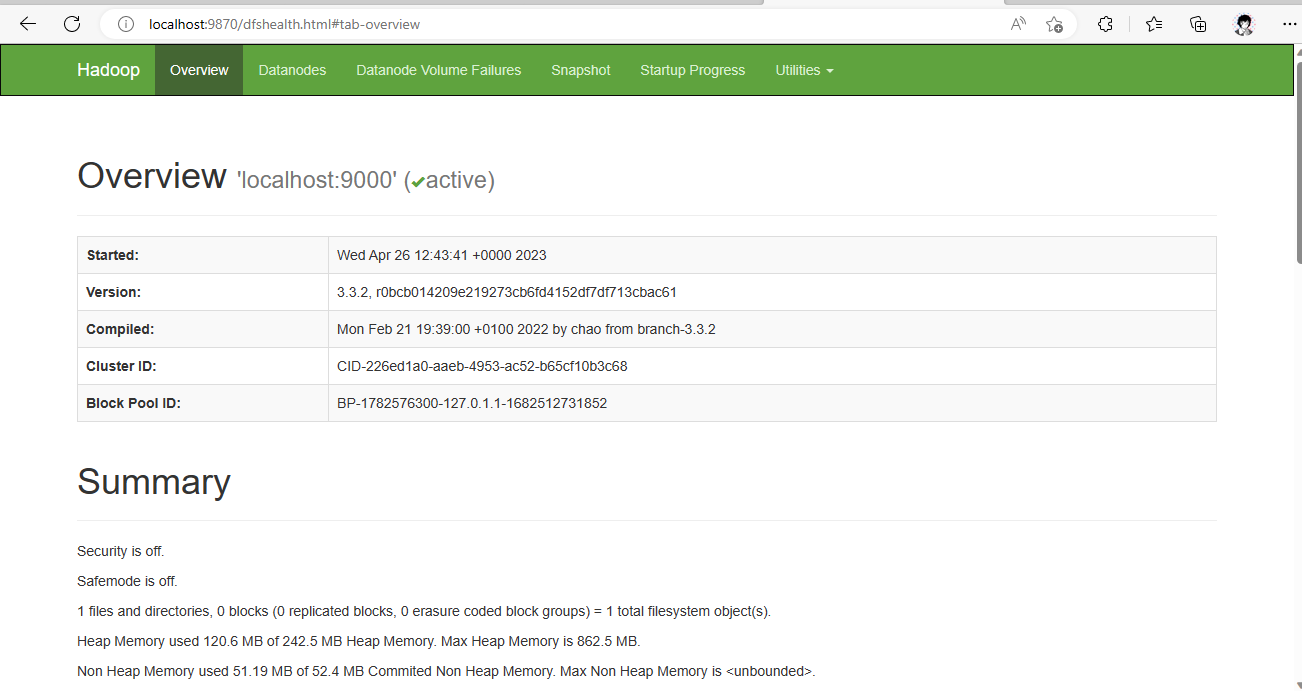 localhost:9870/dfshealth.html#tab-overview
Hadoop Overview Datanodes Datanode Volume Failures Snapshot Startup Progress Utilities
Overview 'localhost:9000' (✔active)
Started: Wed Apr 26 12:43:41 +0000 2023
Version: 3.3.2, r0bcb014209e219273cb6fd4152df7df713cbac61
Compiled: Mon Feb 21 19:39:00 +0100 2022 by chao from branch-3.3.2
Cluster ID: CID-226ed1a0-aaeb-4953-ac52-b65cf10b3c68
Block Pool ID: BP-1782576300-127.0.1.1-1682512731852
Summary
Security is off.
Safemode is off.
1 files and directories, 0 blocks (0 replicated blocks, 0 erasure coded block groups) = 1 total filesystem object(s).
Heap Memory used 120.6 MB of 242.5 MB Heap Memory. Max Heap Memory is 862.5 MB.
Non Heap Memory used 51.19 MB of 52.4 MB Commited Non Heap Memory. Max Non Heap Memory is <unbounded>.